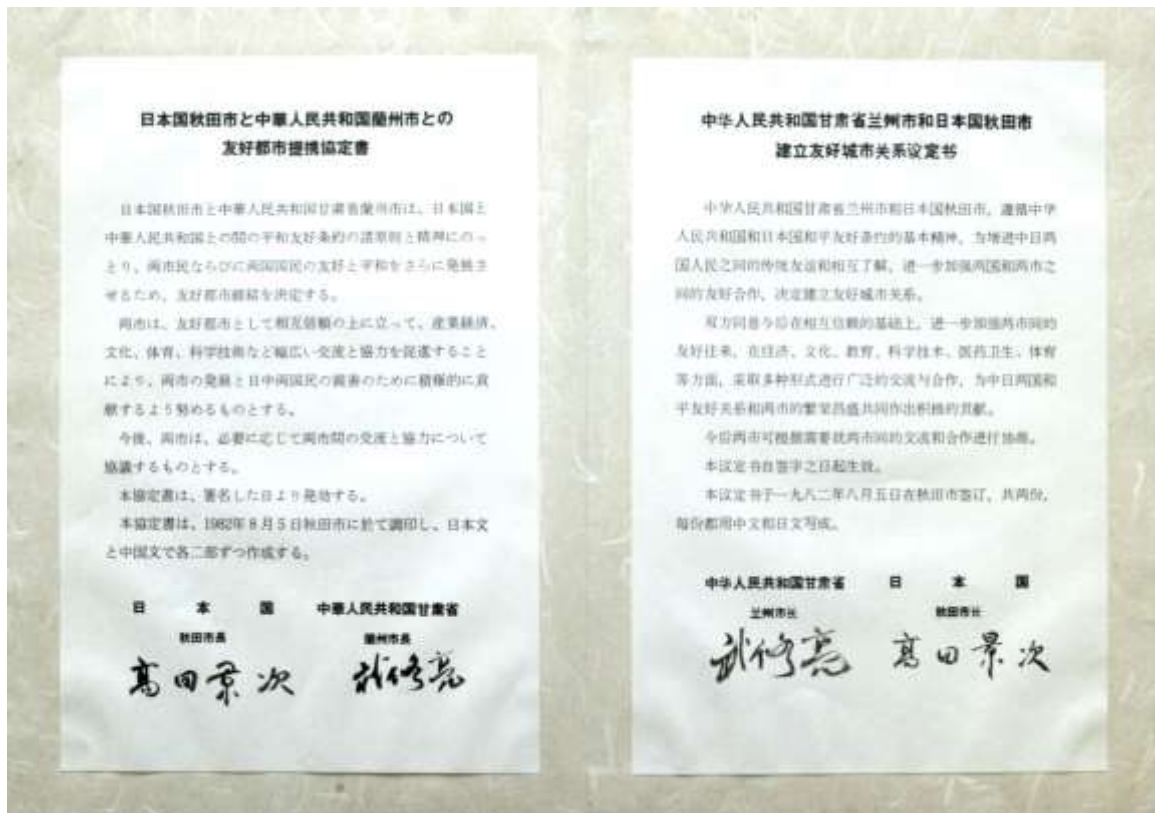 日本国秋田市と中華人民共和国蘭州市との
友好都市提携協定書
日本国秋田市と中華人民共和国甘粛省蘭州市は、日本国と
中華人民共和国との間の平和友好条約の諸原則と精神にのっ
とり、両市民ならびに両国国民の友好と平和をさらに発展さ
せるため、友好都市締結を決定する。
両市は、友好都市として相互信頼の上に立って、産業経済、
文化、体育、科学技術など幅広い交流と協力を促進すること
により、両市の発展と日中両国民の親善のために積極的に貢
献するよう努めるものとする。
今後、両市は、必要に応じて両市間の交流と協力について
協議するものとする。
本協定書は、署名した日より発効する。
本協定書は、1982年8月5日秋田市に於て調印し、日本文
と中国文で各二部ずつ作成する。
日本国 中華人民共和国甘粛省
秋田市長 蘭州市長
高田景次 武修亮
中华人民共和国甘肃省兰州市和日本国秋田市
建立友好城市关系议定书
中华人民共和国甘肃省兰州市和日本国秋田市，遵循中华
人民共和国和日本国和平友好条约的基本精神，为增进中日两
国人民之间的传统友谊和相互了解，进一步加强两国和两市之
间的友好合作，决定建立友好城市关系。
双方同意今后在相互信赖的基础上，进一步加强两市间的
友好往来，在经济、文化、教育、科学技术、医药卫生、体育
等方面，采取多种形式进行广泛的交流与合作，为中日两国和
平友好关系和两市的繁荣昌盛共同作出积极的贡献。
今后两市可根据需要就两市间的交流和合作进行协商。
本议定书自签字之日起生效。
本议定书于一九八二年八月五日在秋田市签订，共两份，
每份都用中文和日文写成。
中华人民共和国甘肃省 日本国
兰州市长 秋田市长
武修亮 高田景次